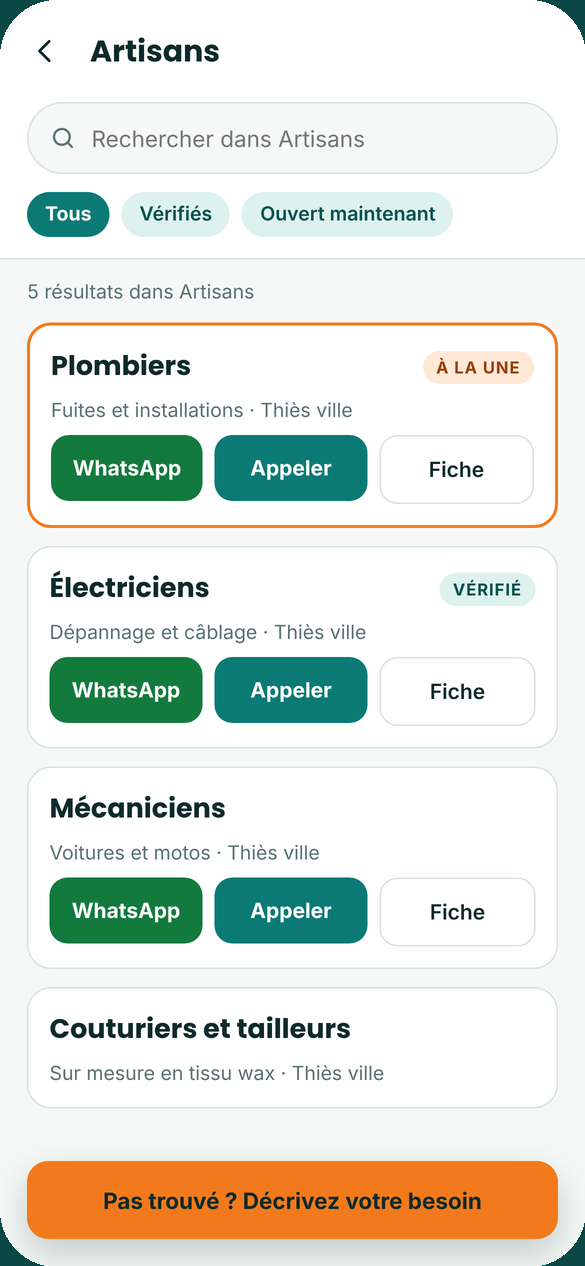 Artisans
Rechercher dans Artisans
Tous
Vérifiés
Ouvert maintenant
5 résultats dans Artisans
Plombiers
À LA UNE
Fuites et installations · Thiès ville
WhatsApp
Appeler
Fiche
Électriciens
VÉRIFIÉ
Dépannage et câblage · Thiès ville
WhatsApp
Appeler
Fiche
Mécaniciens
Voitures et motos · Thiès ville
WhatsApp
Appeler
Fiche
Couturiers et tailleurs
Sur mesure en tissu wax · Thiès ville
Pas trouvé ? Décrivez votre besoin